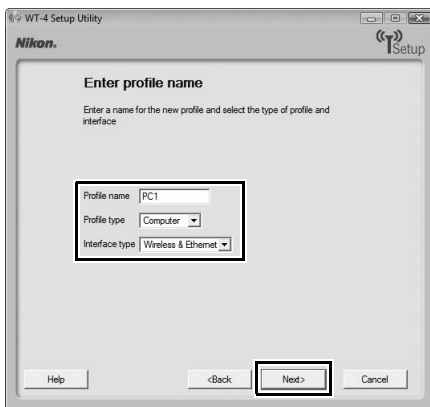 WT-4 Setup Utility
Nikon.
Setup
Enter profile name
Enter a name for the new profile and select the type of profile and
interface
Profile name PC1
Profile type Computer
Interface type Wireless & Ethernet
Help <Back Next> Cancel